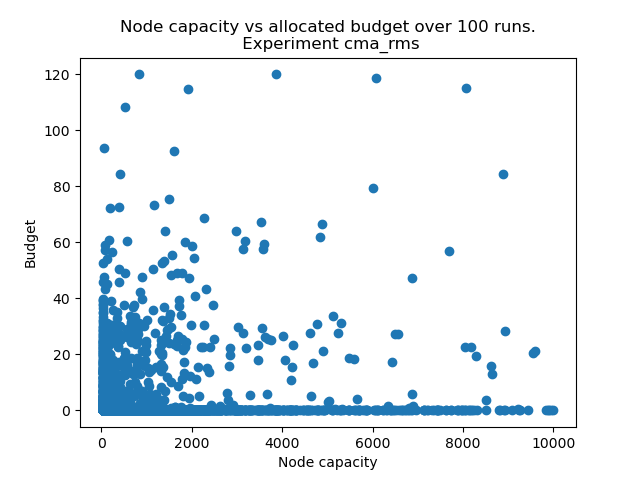 Node capacity vs allocated budget over 100 runs.
Experiment cma_rms
120
100
80
60
40
20
0
Budget
0 2000 4000 6000 8000 10000
Node capacity